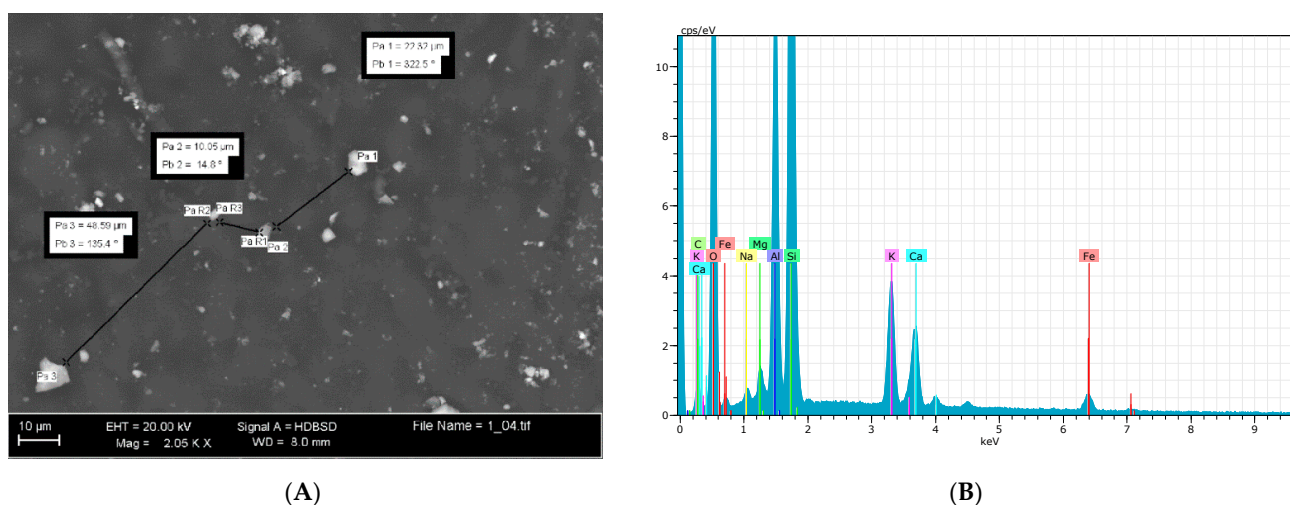 Pa 1 = 22.32 µm
Pb 1 = 322.5 °
Pa 2 = 10.05 µm
Pb 2 = 14.8 °
Pa 1
Pa R2
Pa R3
Pa 3 = 48.59 µm
Pb 3 = 135.4 °
Pa R1
Pa 2
Pa 3
10 µm
EHT = 20.00 kV
Signal A = HDBSD
File Name = 1_04.tif
Mag = 2.05 K X
WD = 8.0 mm
(A)
cps/eV
10
8
6
4
2
0
C
K
Ca
O
Fe
Na
Mg
Al
Si
K
Ca
Fe
0 1 2 3 4 5 6 7 8 9
keV
(B)